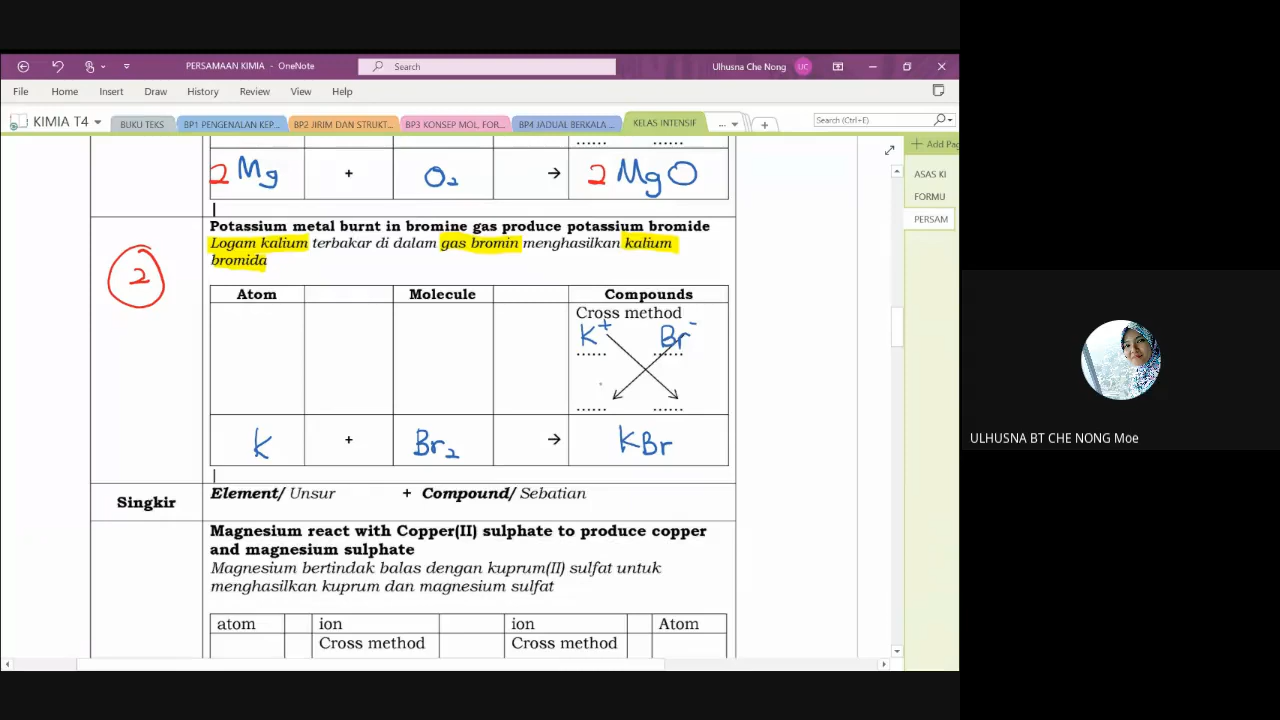 PERSAMAAN KIMIA - OneNote
Search
Ulhusna Che Nong
UC
File Home Insert Draw History Review View Help
KIMIA T4
BUKU TEKS
BP1 PENGENALAN KEP...
BP2 JIRIM DAN STRUKT...
BP3 KONSEP MOL, FOR...
BP4 JADUAL BERKALA ...
KELAS INTENSIF
...
Search (Ctrl+E)
Add Pag
ASAS KI
FORMU
PERSAM
...... ......
2 Mg + O2 → 2 MgO
Potassium metal burnt in bromine gas produce potassium bromide
Logam kalium terbakar di dalam gas bromin menghasilkan kalium
bromida
2
Atom Molecule Compounds
Cross method
K+ Br-
...... ......
...... ......
K + Br2 → KBr
Singkir
Element/ Unsur + Compound/ Sebatian
Magnesium react with Copper(II) sulphate to produce copper
and magnesium sulphate
Magnesium bertindak balas dengan kuprum(II) sulfat untuk
menghasilkan kuprum dan magnesium sulfat
atom ion ion Atom
Cross method Cross method
ULHUSNA BT CHE NONG Moe